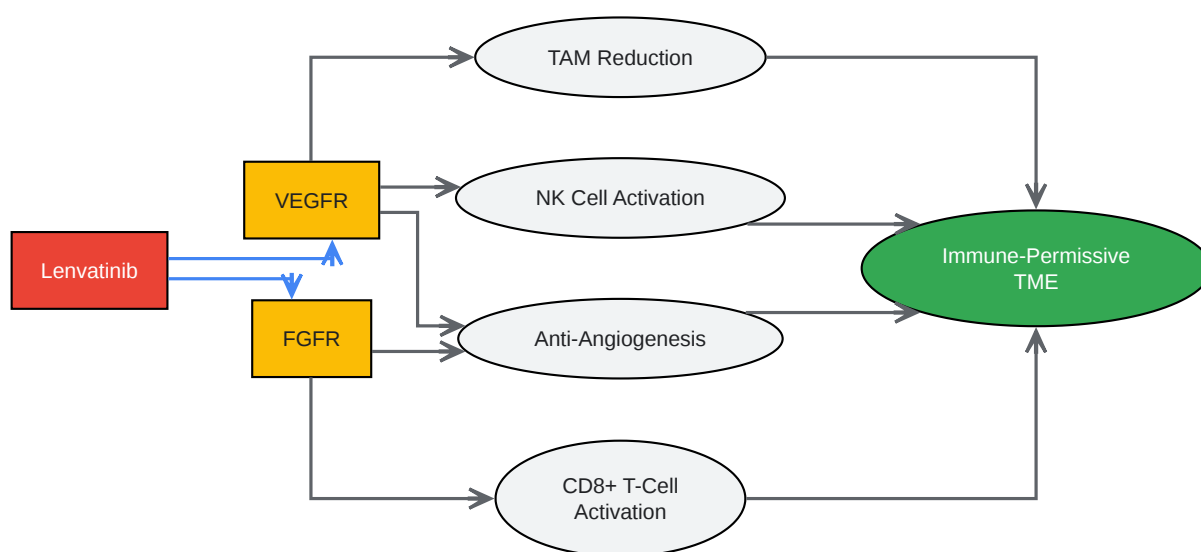 TAM Reduction
VEGFR
NK Cell Activation
Lenvatinib
Immune-Permissive
TME
FGFR
Anti-Angiogenesis
CD8+ T-Cell
Activation